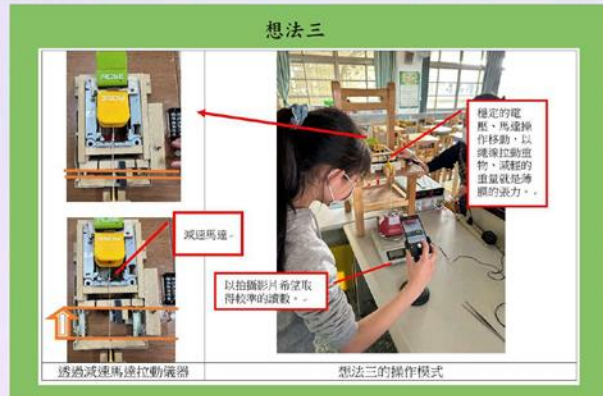 想法三
穩定的電
壓、馬達操
作移動，以
繩線拉動重
物，減輕的
重量就是薄
膜的張力。
減速馬達
以拍攝影片希望取
得較準的讀數。
透過減速馬達拉動儀器
想法三的操作模式